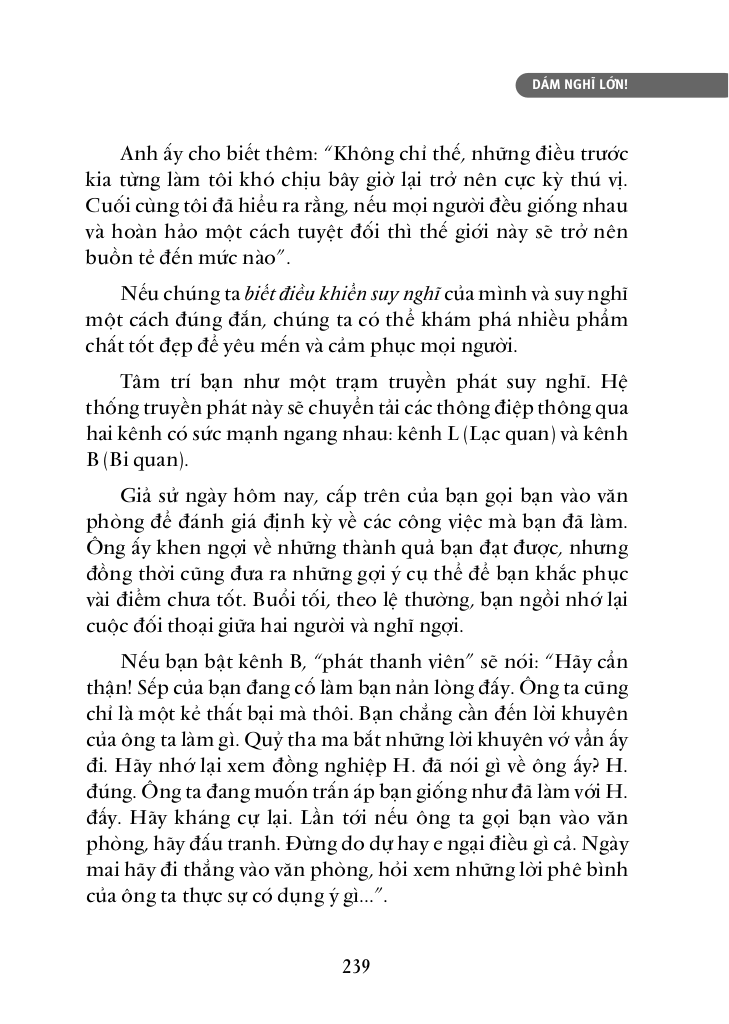 DÁM NGHĨ LỚN!
Anh ấy cho biết thêm: “Không chỉ thế, những điều trước
kia từng làm tôi khó chịu bây giờ lại trở nên cực kỳ thú vị.
Cuối cùng tôi đã hiểu ra rằng, nếu mọi người đều giống nhau
và hoàn hảo một cách tuyệt đối thì thế giới này sẽ trở nên
buồn tẻ đến mức nào”.
Nếu chúng ta biết điều khiển suy nghĩ của mình và suy nghĩ
một cách đúng đắn, chúng ta có thể khám phá nhiều phẩm
chất tốt đẹp để yêu mến và cảm phục mọi người.
Tâm trí bạn như một trạm truyền phát suy nghĩ. Hệ
thống truyền phát này sẽ chuyển tải các thông điệp thông qua
hai kênh có sức mạnh ngang nhau: kênh L (Lạc quan) và kênh
B (Bi quan).
Giả sử ngày hôm nay, cấp trên của bạn gọi bạn vào văn
phòng để đánh giá định kỳ về các công việc mà bạn đã làm.
Ông ấy khen ngợi về những thành quả bạn đạt được, nhưng
đồng thời cũng đưa ra những gợi ý cụ thể để bạn khắc phục
vài điểm chưa tốt. Buổi tối, theo lệ thường, bạn ngồi nhớ lại
cuộc đối thoại giữa hai người và nghĩ ngợi.
Nếu bạn bật kênh B, “phát thanh viên” sẽ nói: “Hãy cẩn
thận! Sếp của bạn đang cố làm bạn nản lòng đấy. Ông ta cũng
chỉ là một kẻ thất bại mà thôi. Bạn chẳng cần đến lời khuyên
của ông ta làm gì. Quỷ tha ma bắt những lời khuyên vớ vẩn ấy
đi. Hãy nhớ lại xem đồng nghiệp H. đã nói gì về ông ấy? H.
đúng. Ông ta đang muốn trấn áp bạn giống như đã làm với H.
đấy. Hãy kháng cự lại. Lần tới nếu ông ta gọi bạn vào văn
phòng, hãy đấu tranh. Đừng do dự hay e ngại điều gì cả. Ngày
mai hãy đi thẳng vào văn phòng, hỏi xem những lời phê bình
của ông ta thực sự có dụng ý gì...”.
239